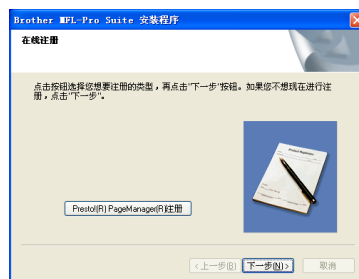 Brother MFL-Pro Suite 安装程序
在线注册
点击按钮选择您想要注册的类型，再点击"下一步"按钮。如果您不想现在进行注
册，点击"下一步"。
Presto!(R) PageManager(R)注册
<上一步(B)
下一步(N)>
取消